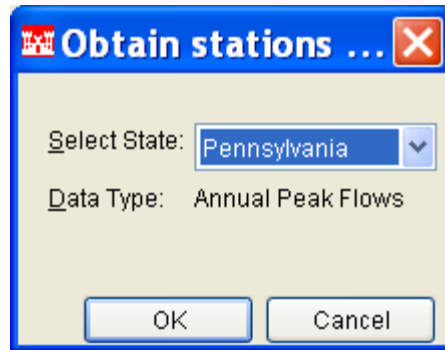 Obtain stations ...
Select State: Pennsylvania
Data Type: Annual Peak Flows
OK Cancel